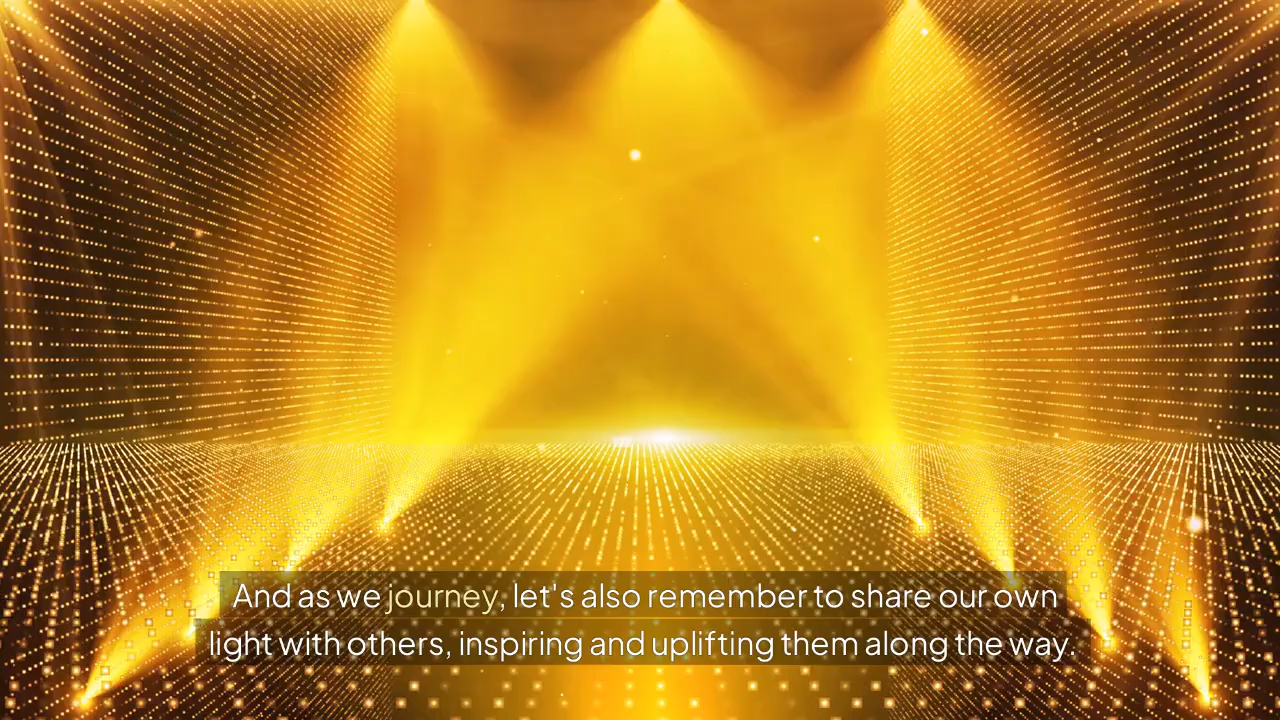 And as we journey, let's also remember to share our own
light with others, inspiring and uplifting them along the way.